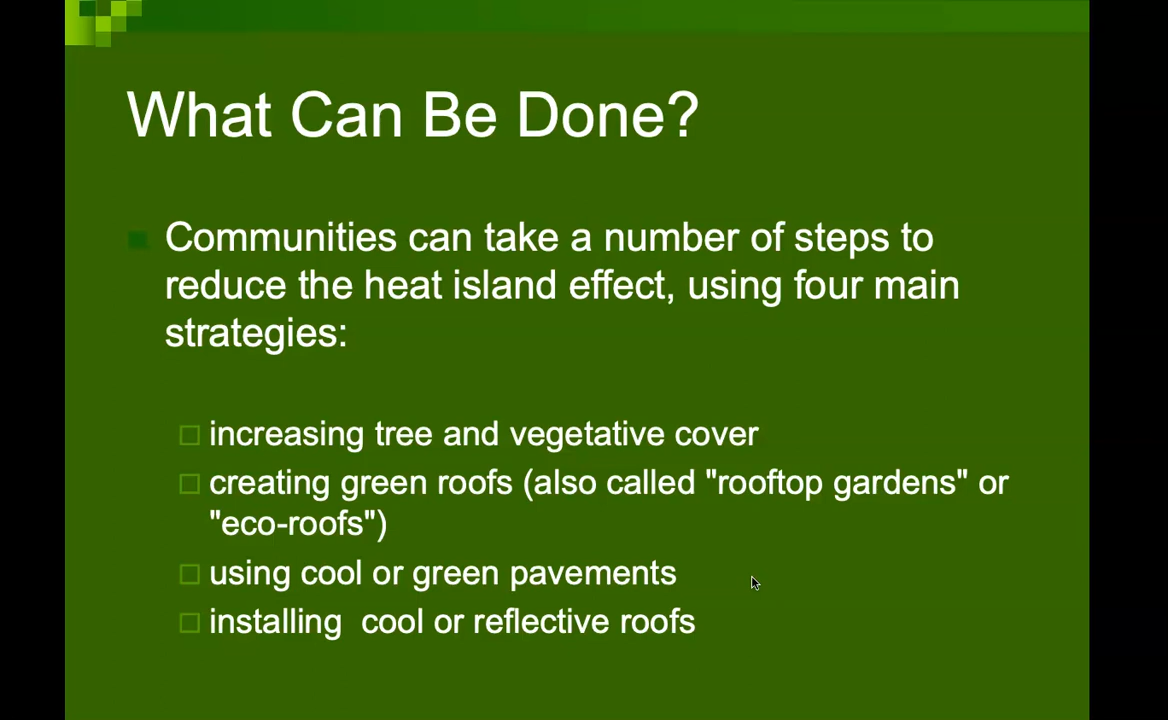 What Can Be Done?
Communities can take a number of steps to
reduce the heat island effect, using four main
strategies:
increasing tree and vegetative cover
creating green roofs (also called "rooftop gardens" or
"eco-roofs")
using cool or green pavements
installing  cool or reflective roofs